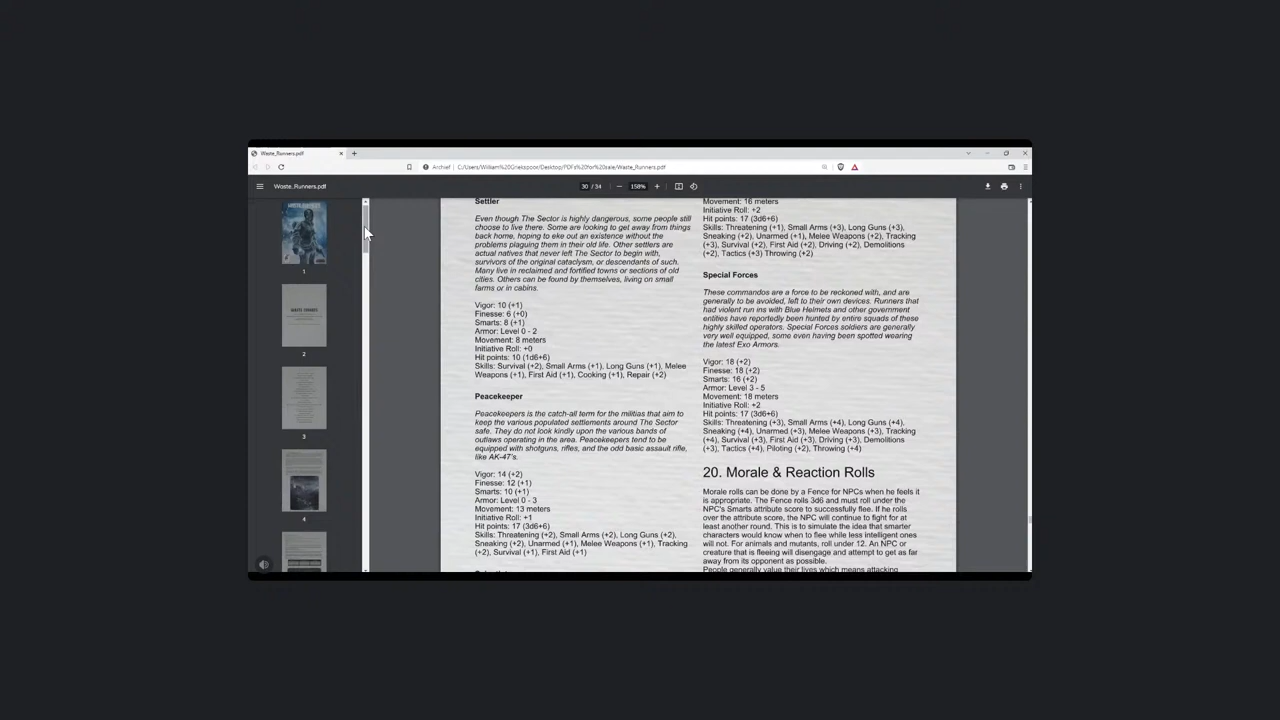 Waste_Runners.pdf
Archief
C:/Users/William%20Gnekspoor/Desktop/PDFs%20for%20sale/Waste_Runners.pdf
Waste_Runners.pdf
30 / 34
158%
1
2
3
4
Settler
Even though The Sector is highly dangerous, some people still
choose to live there. Some are looking to get away from things
back home, hoping to eke out an existence without the
problems plaguing them in their old life. Other settlers are
actual natives that never left The Sector to begin with,
survivors of the original cataclysm, or descendants of such.
Many live in reclaimed and fortified towns or sections of old
cities. Others can be found by themselves, living on small
farms or in cabins.
Vigor: 10 (+1)
Finesse: 6 (+0)
Smarts: 8 (+1)
Armor: Level 0 - 2
Movement: 8 meters
Initiative Roll: +0
Hit points: 10 (1d6+6)
Skills: Survival (+2), Small Arms (+1), Long Guns (+1), Melee
Weapons (+1), First Aid (+1), Cooking (+1), Repair (+2)
Peacekeeper
Peacekeepers is the catch-all term for the militias that aim to
keep the various populated settlements around The Sector
safe. They do not look kindly upon the various bands of
outlaws operating in the area. Peacekeepers tend to be
equipped with shotguns, rifles, and the odd basic assault rifle,
like AK-47's.
Vigor: 14 (+2)
Finesse: 12 (+1)
Smarts: 10 (+1)
Armor: Level 0 - 3
Movement: 13 meters
Initiative Roll: +1
Hit points: 17 (3d6+6)
Skills: Threatening (+2), Small Arms (+2), Long Guns (+2),
Sneaking (+2), Unarmed (+1), Melee Weapons (+1), Tracking
(+2), Survival (+1), First Aid (+1)
Movement: 16 meters
Initiative Roll: +2
Hit points: 17 (3d6+6)
Skills: Threatening (+1), Small Arms (+3), Long Guns (+3),
Sneaking (+2), Unarmed (+1), Melee Weapons (+2), Tracking
(+3), Survival (+2), First Aid (+2), Driving (+2), Demolitions
(+2), Tactics (+3) Throwing (+2)
Special Forces
These commandos are a force to be reckoned with, and are
generally to be avoided, left to their own devices. Runners that
had violent run ins with Blue Helmets and other government
entities have reportedly been hunted by entire squads of these
highly skilled operators. Special Forces soldiers are generally
very well equipped, some even having been spotted wearing
the latest Exo Armors.
Vigor: 18 (+2)
Finesse: 18 (+2)
Smarts: 16 (+2)
Armor: Level 3 - 5
Movement: 18 meters
Initiative Roll: +2
Hit points: 17 (3d6+6)
Skills: Threatening (+3), Small Arms (+4), Long Guns (+4),
Sneaking (+4), Unarmed (+3), Melee Weapons (+3), Tracking
(+4), Survival (+3), First Aid (+3), Driving (+3), Demolitions
(+3), Tactics (+4), Piloting (+2), Throwing (+4)
20. Morale & Reaction Rolls
Morale rolls can be done by a Fence for NPCs when he feels it
is appropriate. The Fence rolls 3d6 and must roll under the
NPC's Smarts attribute score to successfully flee. If he rolls
over the attribute score, the NPC will continue to fight for at
least another round. This is to simulate the idea that smarter
characters would know when to flee while less intelligent ones
will not. For animals and mutants, roll under 12. An NPC or
creature that is fleeing will disengage and attempt to get as far
away from its opponent as possible.
People generally value their lives which means attacking